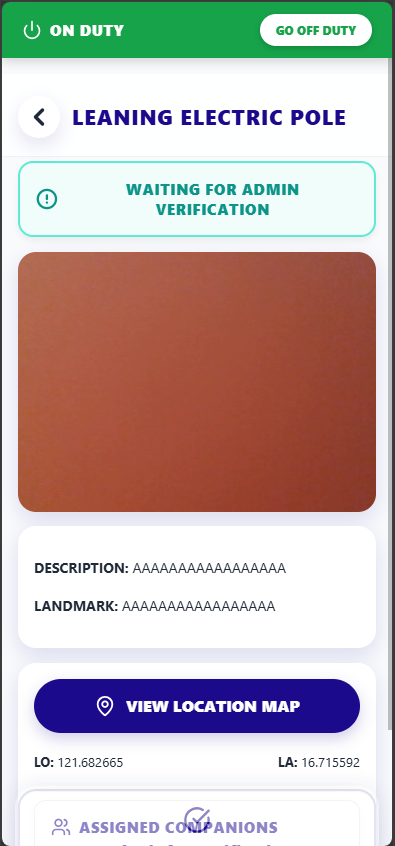 ON DUTY
GO OFF DUTY
LEANING ELECTRIC POLE
WAITING FOR ADMIN
VERIFICATION
DESCRIPTION: AAAAAAAAAAAAAAAAA
LANDMARK: AAAAAAAAAAAAAAAAA
VIEW LOCATION MAP
LO: 121.682665
LA: 16.715592
ASSIGNED COMPANIONS